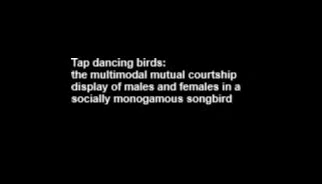 Tap dancing birds:
the multimodal mutual courtship
display of males and females in a
socially monogamous songbird